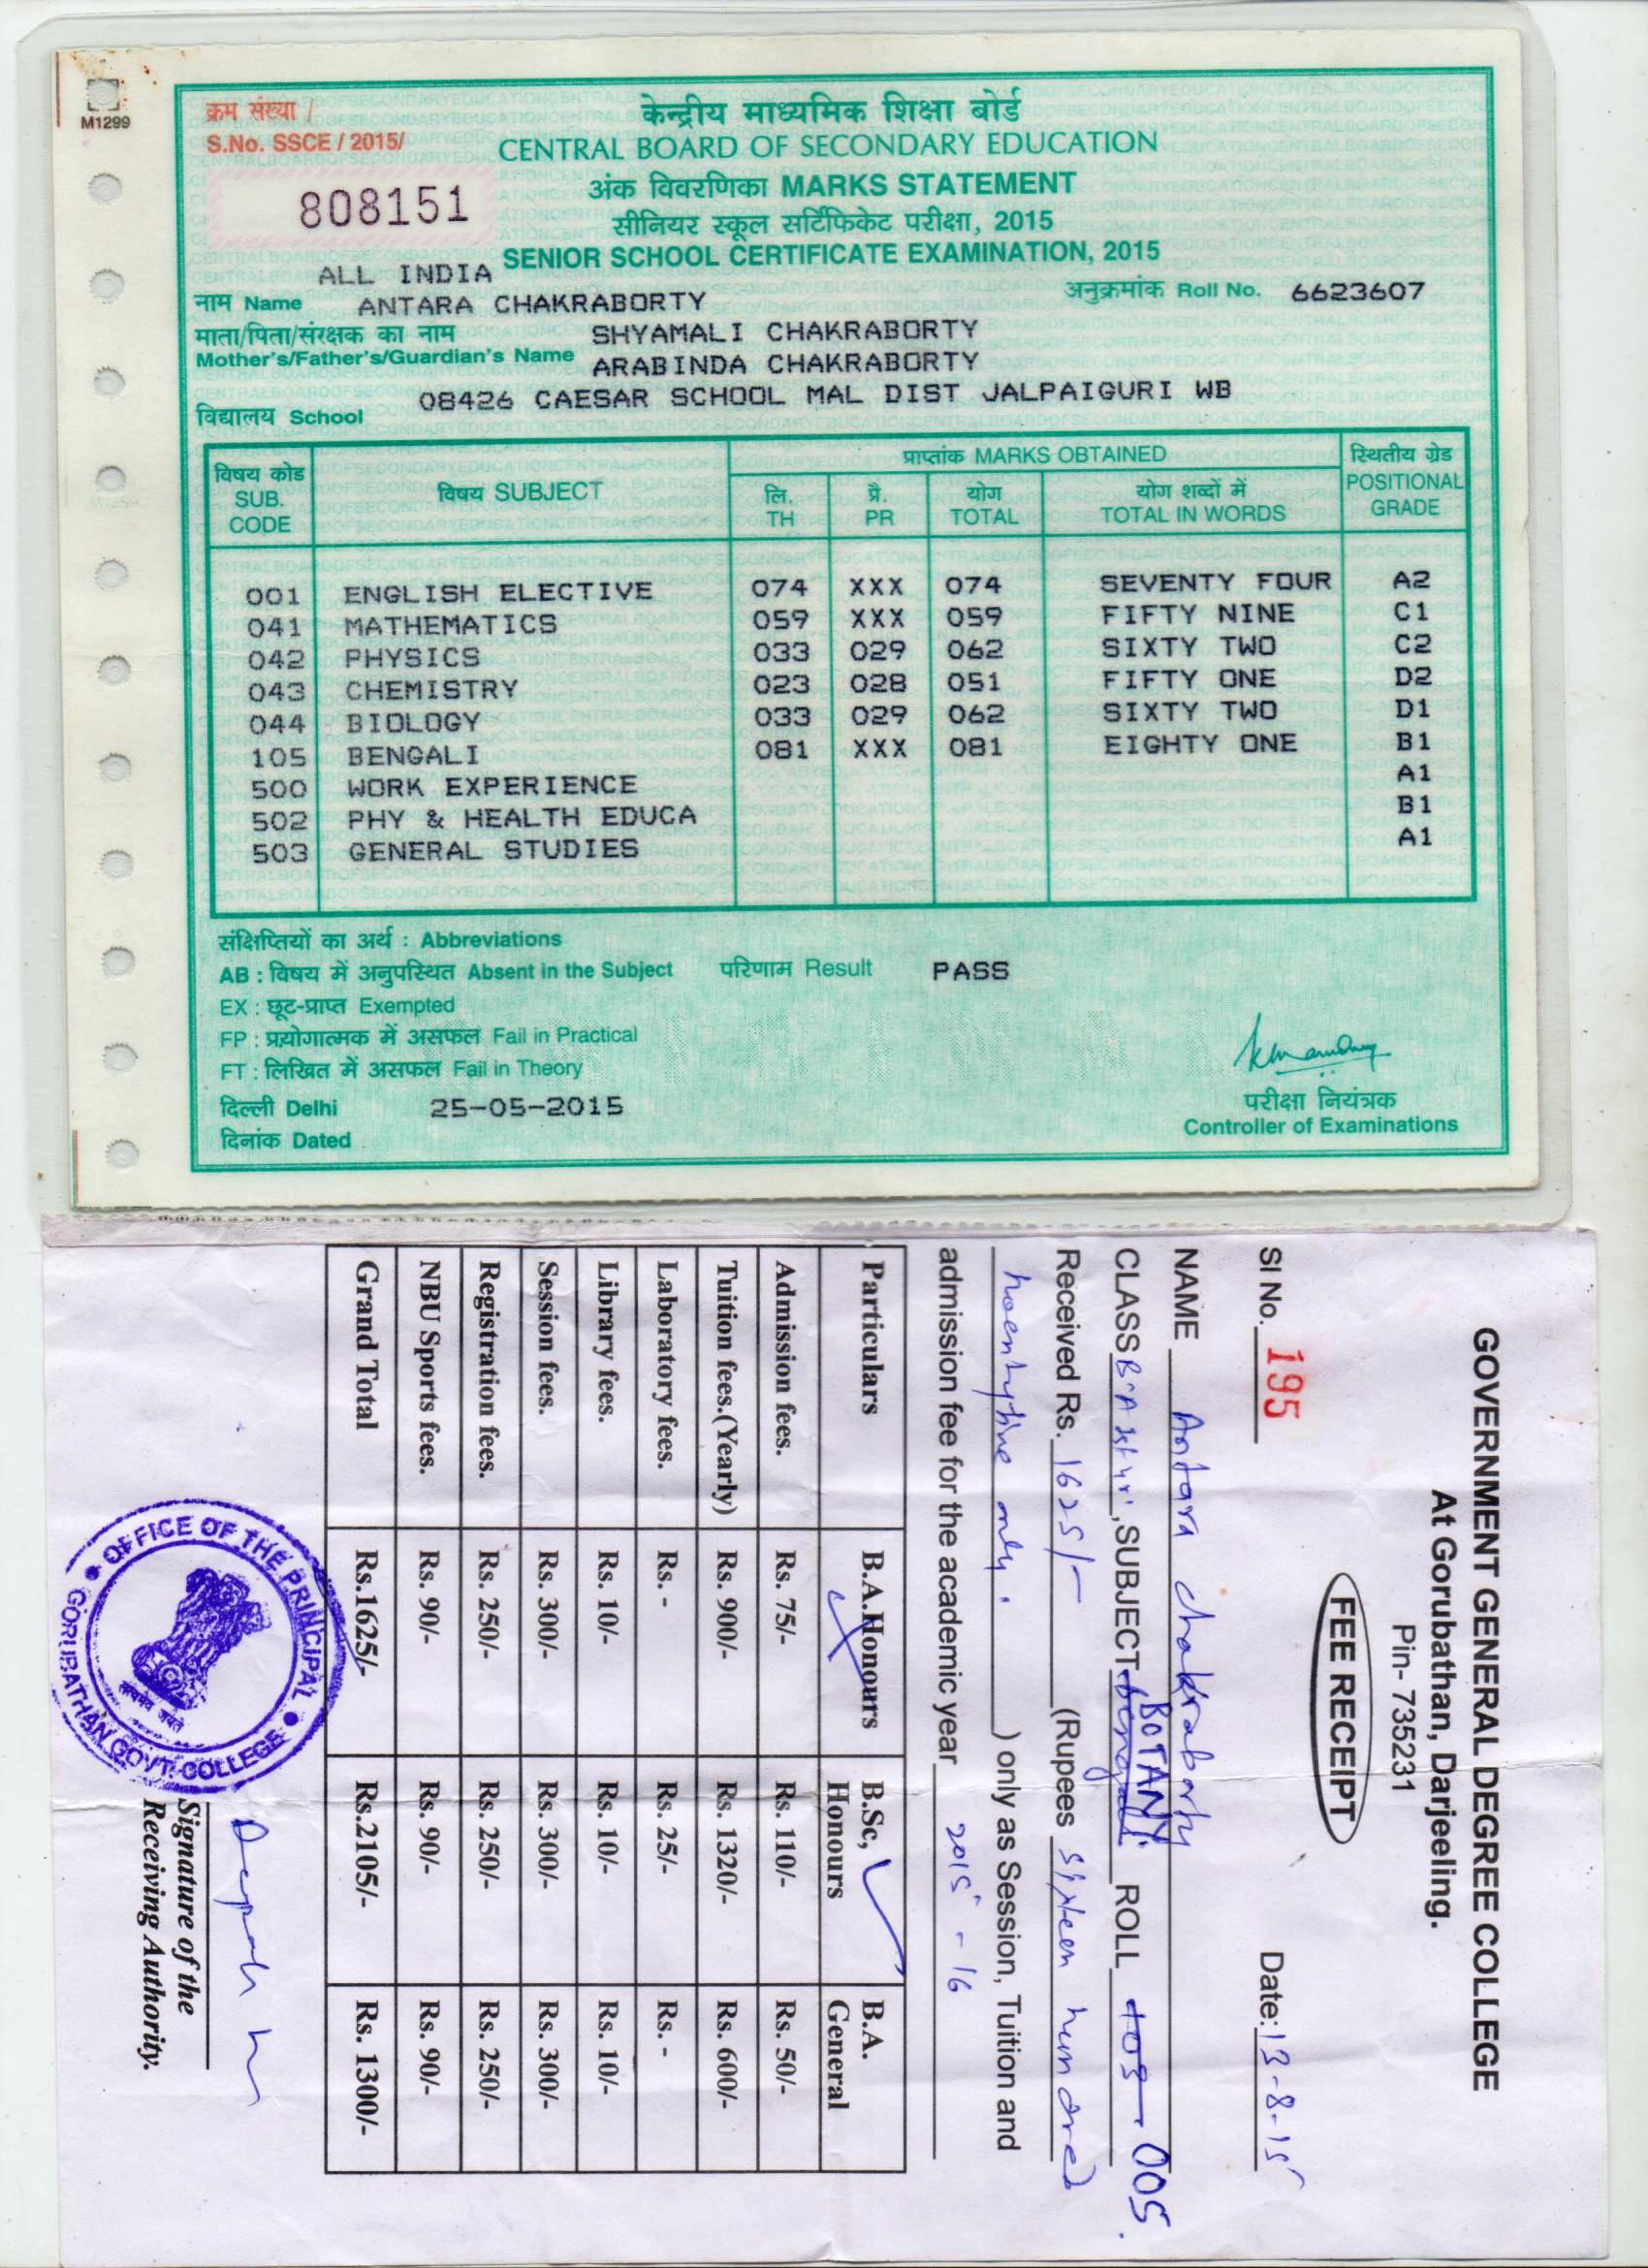 M1299
क्रम संख्या /
S.No. SSCE / 2015/
808151
केन्द्रीय माध्यमिक शिक्षा बोर्ड
CENTRAL BOARD OF SECONDARY EDUCATION
अंक विवरणिका MARKS STATEMENT
सीनियर स्कूल सर्टिफिकेट परीक्षा, 2015
SENIOR SCHOOL CERTIFICATE EXAMINATION, 2015
ALL INDIA
नाम Name ANTARA CHAKRABORTY अनुक्रमांक Roll No. 6623607
माता/पिता/संरक्षक का नाम SHYAMALI CHAKRABORTY
Mother's/Father's/Guardian's Name ARABINDA CHAKRABORTY
विद्यालय School 08426 CAESAR SCHOOL MAL DIST JALPAIGURI WB
विषय कोड SUB. CODE विषय SUBJECT प्राप्तांक MARKS OBTAINED स्थितीय ग्रेड POSITIONAL GRADE
लि. TH प्रै. PR योग TOTAL योग शब्दों में TOTAL IN WORDS
001 ENGLISH ELECTIVE 074 XXX 074 SEVENTY FOUR A2
041 MATHEMATICS 059 XXX 059 FIFTY NINE C1
042 PHYSICS 033 029 062 SIXTY TWO C2
043 CHEMISTRY 023 028 051 FIFTY ONE D2
044 BIOLOGY 033 029 062 SIXTY TWO D1
105 BENGALI 081 XXX 081 EIGHTY ONE B1
500 WORK EXPERIENCE A1
502 PHY & HEALTH EDUCA B1
503 GENERAL STUDIES A1
संक्षिप्तियों का अर्थ : Abbreviations
AB : विषय में अनुपस्थित Absent in the Subject परिणाम Result PASS
EX : छूट-प्राप्त Exempted
FP : प्रयोगात्मक में असफल Fail in Practical
FT : लिखित में असफल Fail in Theory
दिल्ली Delhi 25-05-2015
दिनांक Dated
परीक्षा नियंत्रक
Controller of Examinations
GOVERNMENT GENERAL DEGREE COLLEGE
At Gorubathan, Darjeeling.
Pin- 735231
FEE RECEIPT
Sl No. 195 Date: 13-8-15
NAME Antara chakraborty
CLASS B.A 1st yr, SUBJECT bengali BOTANY ROLL 103 005.
Received Rs. 1625/- (Rupees Sixteen hundred
twentyfive only.) only as Session, Tuition and
admission fee for the academic year 2015 - 16
Particulars B.A.Honours B.Sc, Honours B.A. General
Admission fees. Rs. 75/- Rs. 110/- Rs. 50/-
Tuition fees.(Yearly) Rs. 900/- Rs. 1320/- Rs. 600/-
Laboratory fees. Rs. - Rs. 25/- Rs. -
Library fees. Rs. 10/- Rs. 10/- Rs. 10/-
Session fees. Rs. 300/- Rs. 300/- Rs. 300/-
Registration fees. Rs. 250/- Rs. 250/- Rs. 250/-
NBU Sports fees. Rs. 90/- Rs. 90/- Rs. 90/-
Grand Total Rs.1625/- Rs.2105/- Rs. 1300/-
OFFICE OF THE PRINCIPAL
GORUBATHAN GOVT. COLLEGE
सत्यमेव जयते
Signature of the
Receiving Authority.